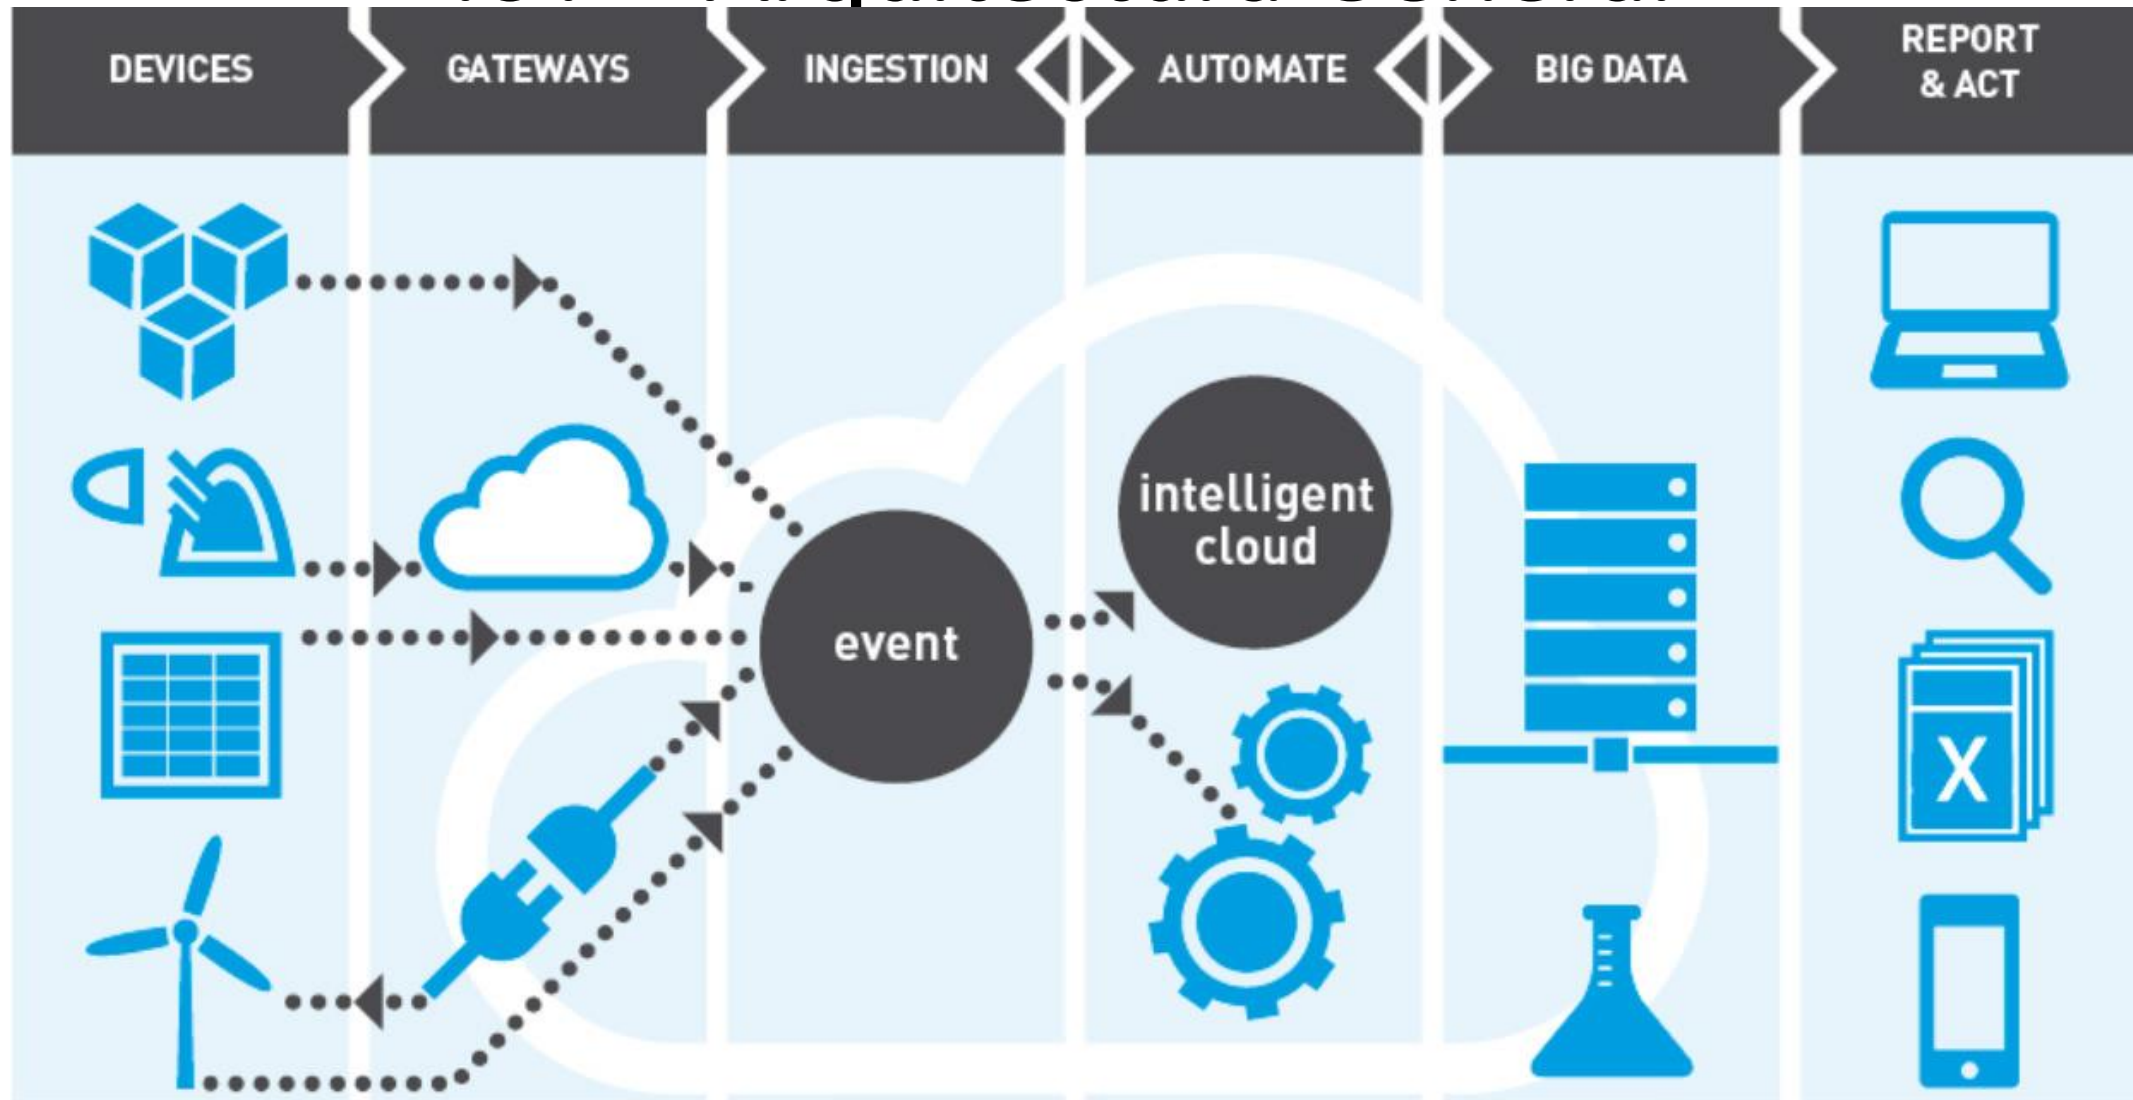 DEVICES
GATEWAYS
INGESTION
AUTOMATE
BIG DATA
REPORT
& ACT
intelligent
cloud
event
X